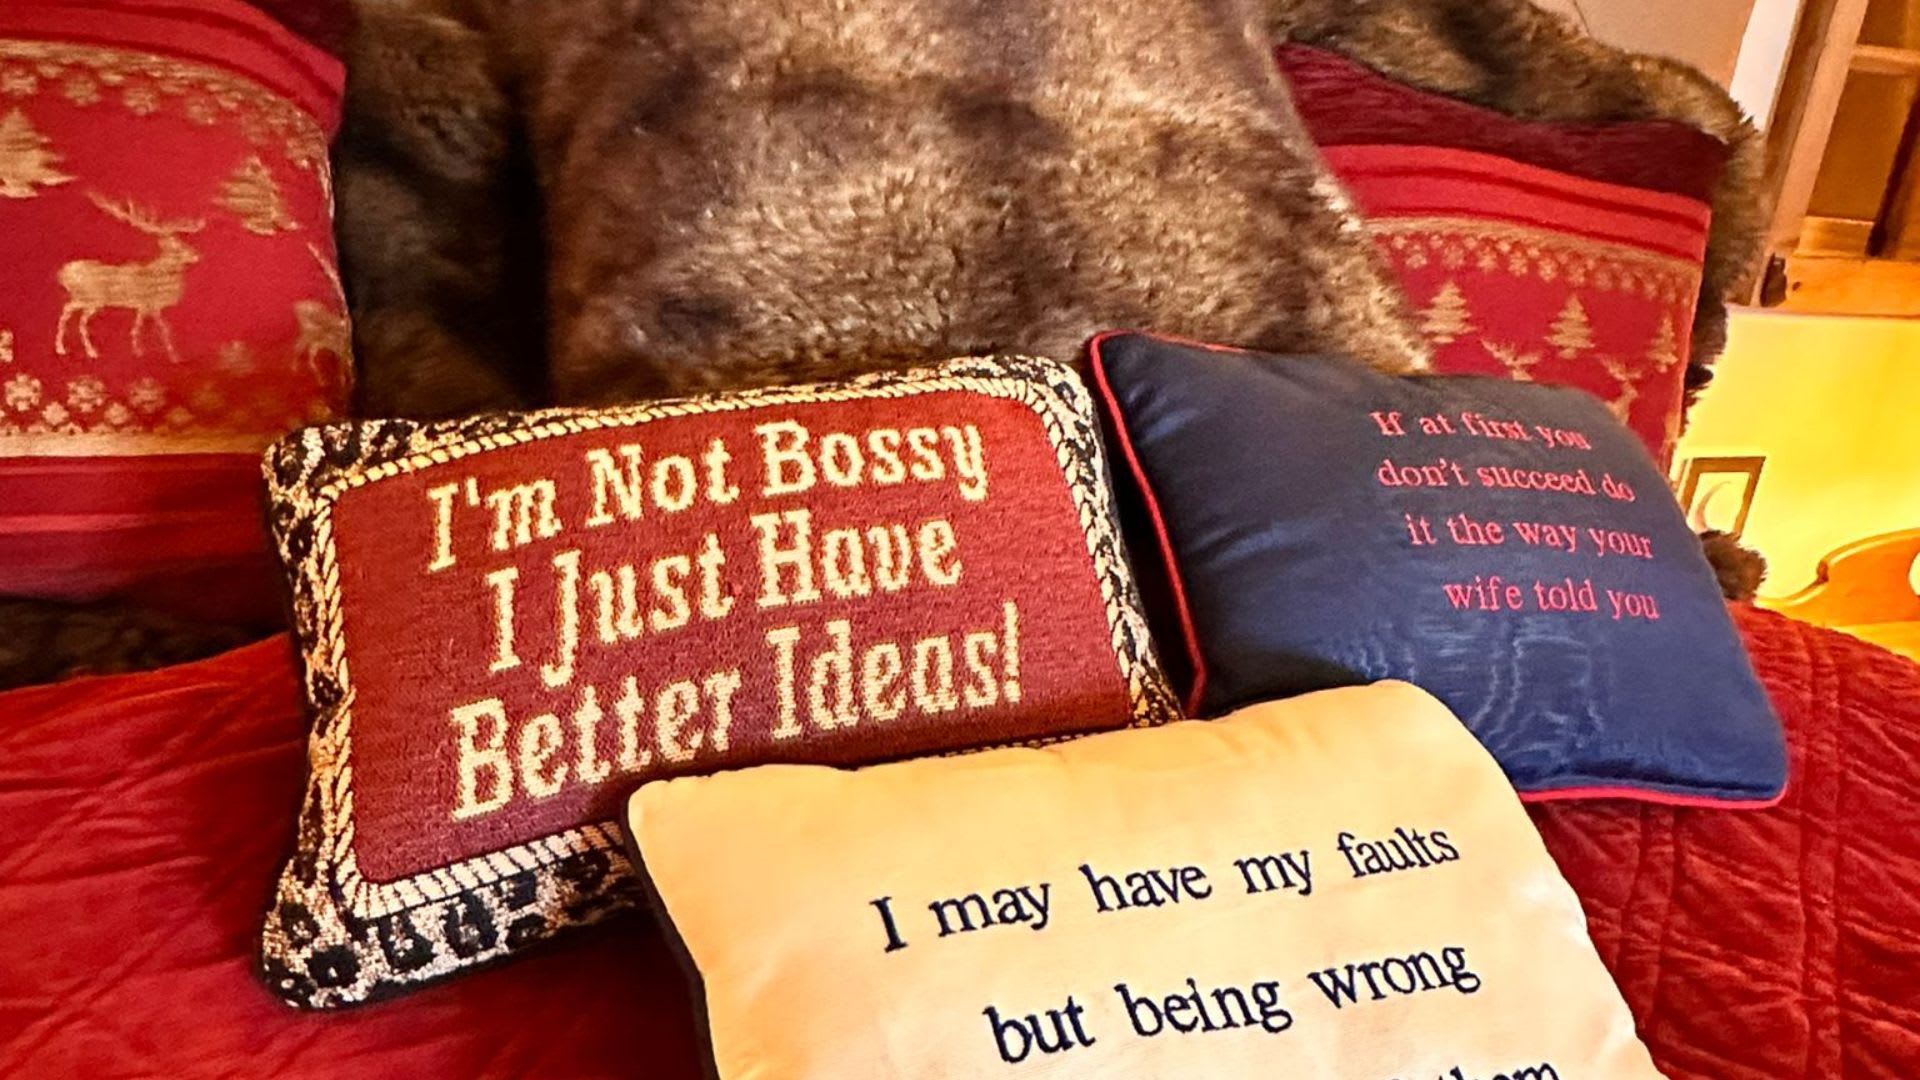 I'm Not Bossy
I Just Have
Better Ideas!
If at first you
don't succeed do
it the way your
wife told you
I may have my faults
but being wrong
them